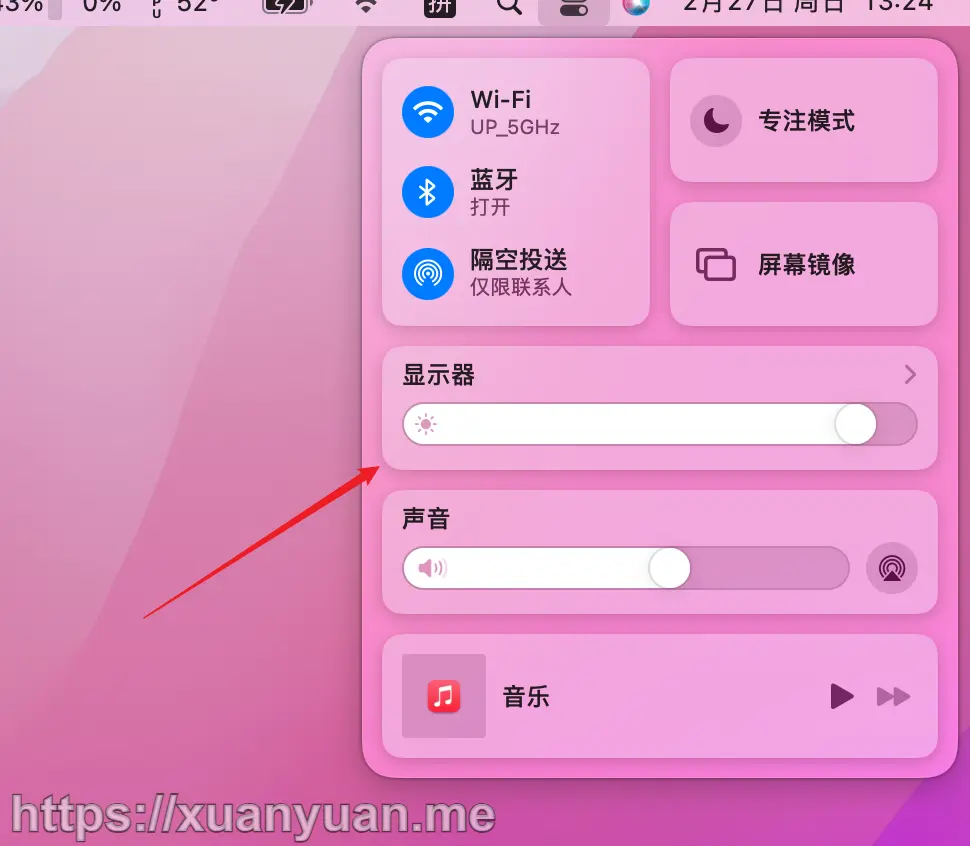 43% 0% 52° 拼 2月27日 周日 13:24
Wi-Fi
UP_5GHz
专注模式
蓝牙
打开
隔空投送
仅限联系人
屏幕镜像
显示器
声音
音乐
https://xuanyuan.me